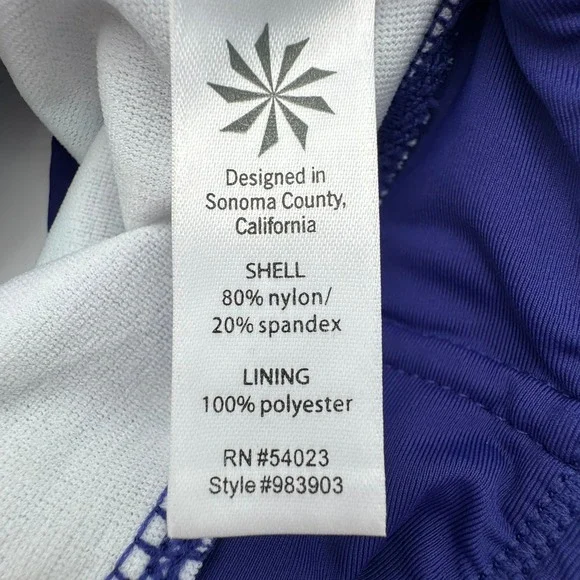 Designed in
Sonoma County,
California
SHELL
80% nylon/
20% spandex
LINING
100% polyester
RN #54023
Style #983903